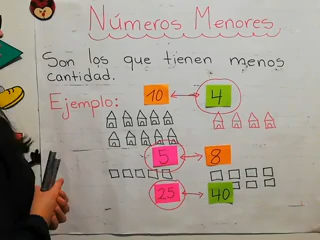 Números Menores
Son los que tienen menos
cantidad.
Ejemplo:
10 4
5 8
25 40